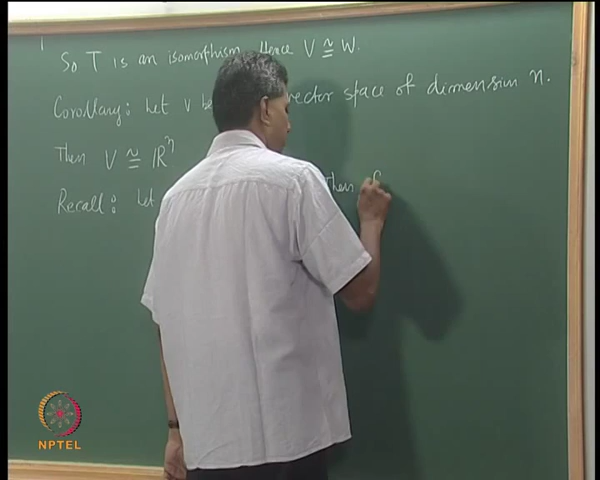 So T is an isomorphism. Hence V ≅ W.
Corollary: Let V be vector space of dimension n.
Then V ≅ ℝⁿ
Recall: Let Then
NPTEL